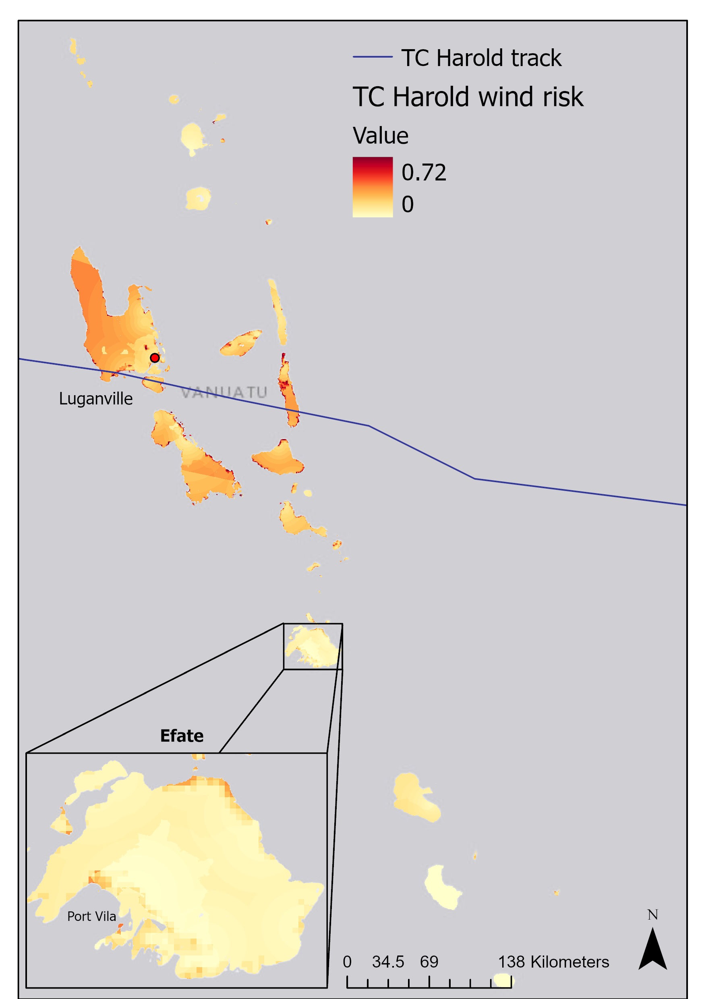 TC Harold track
TC Harold wind risk
Value
0.72
0
VANUATU
Luganville
Efate
Port Vila
N
0 34.5 69 138 Kilometers